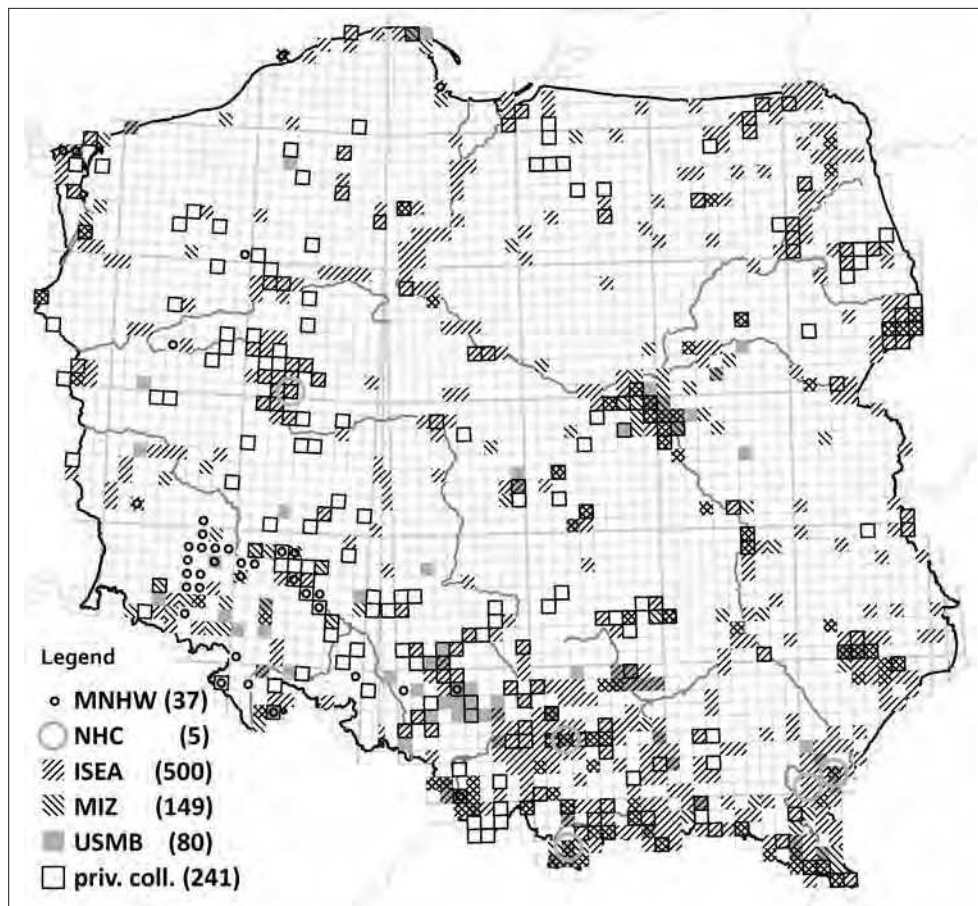 Legend
MNHW (37)
NHC (5)
ISEA (500)
MIZ (149)
USMB (80)
priv. coll. (241)